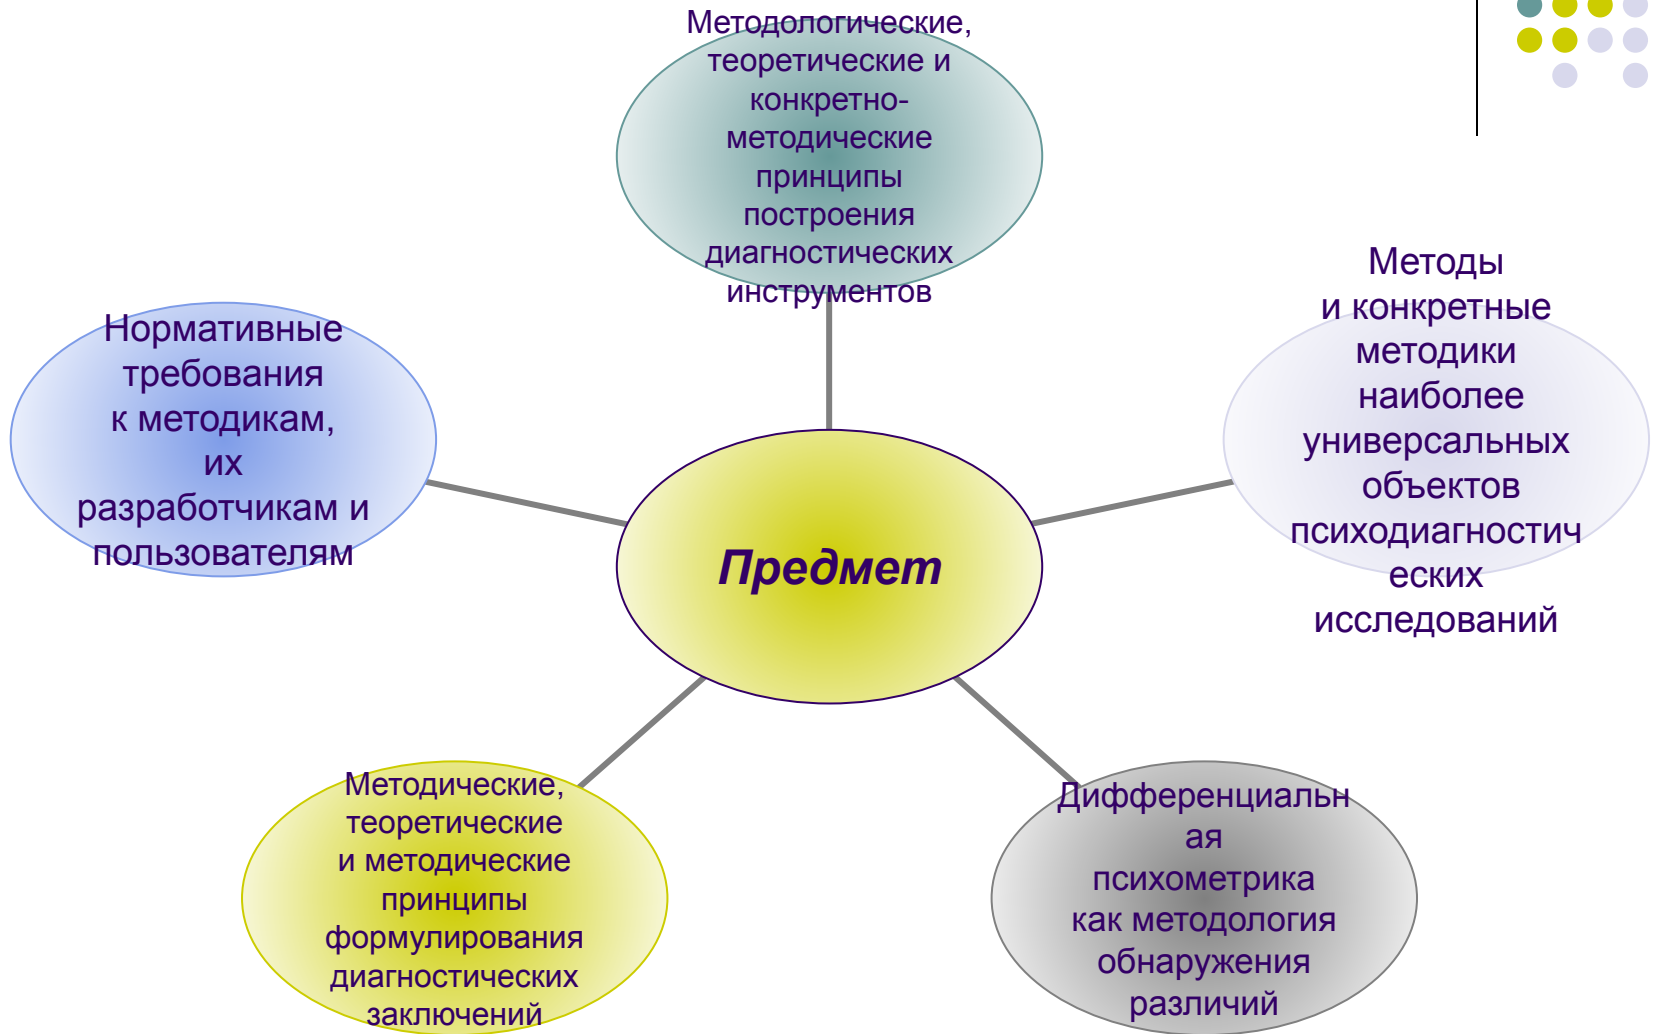 Методологические,
теоретические и
конкретно-
методические
принципы
построения
диагностических
инструментов
Методы
и конкретные
методики
наиболее
универсальных
объектов
психодиагностич
еских
исследований
Нормативные
требования
к методикам,
их
разработчикам и
пользователям
Предмет
Методические,
теоретические
и методические
принципы
формулирования
диагностических
заключений
Дифференциальн
ая
психометрика
как методология
обнаружения
различий